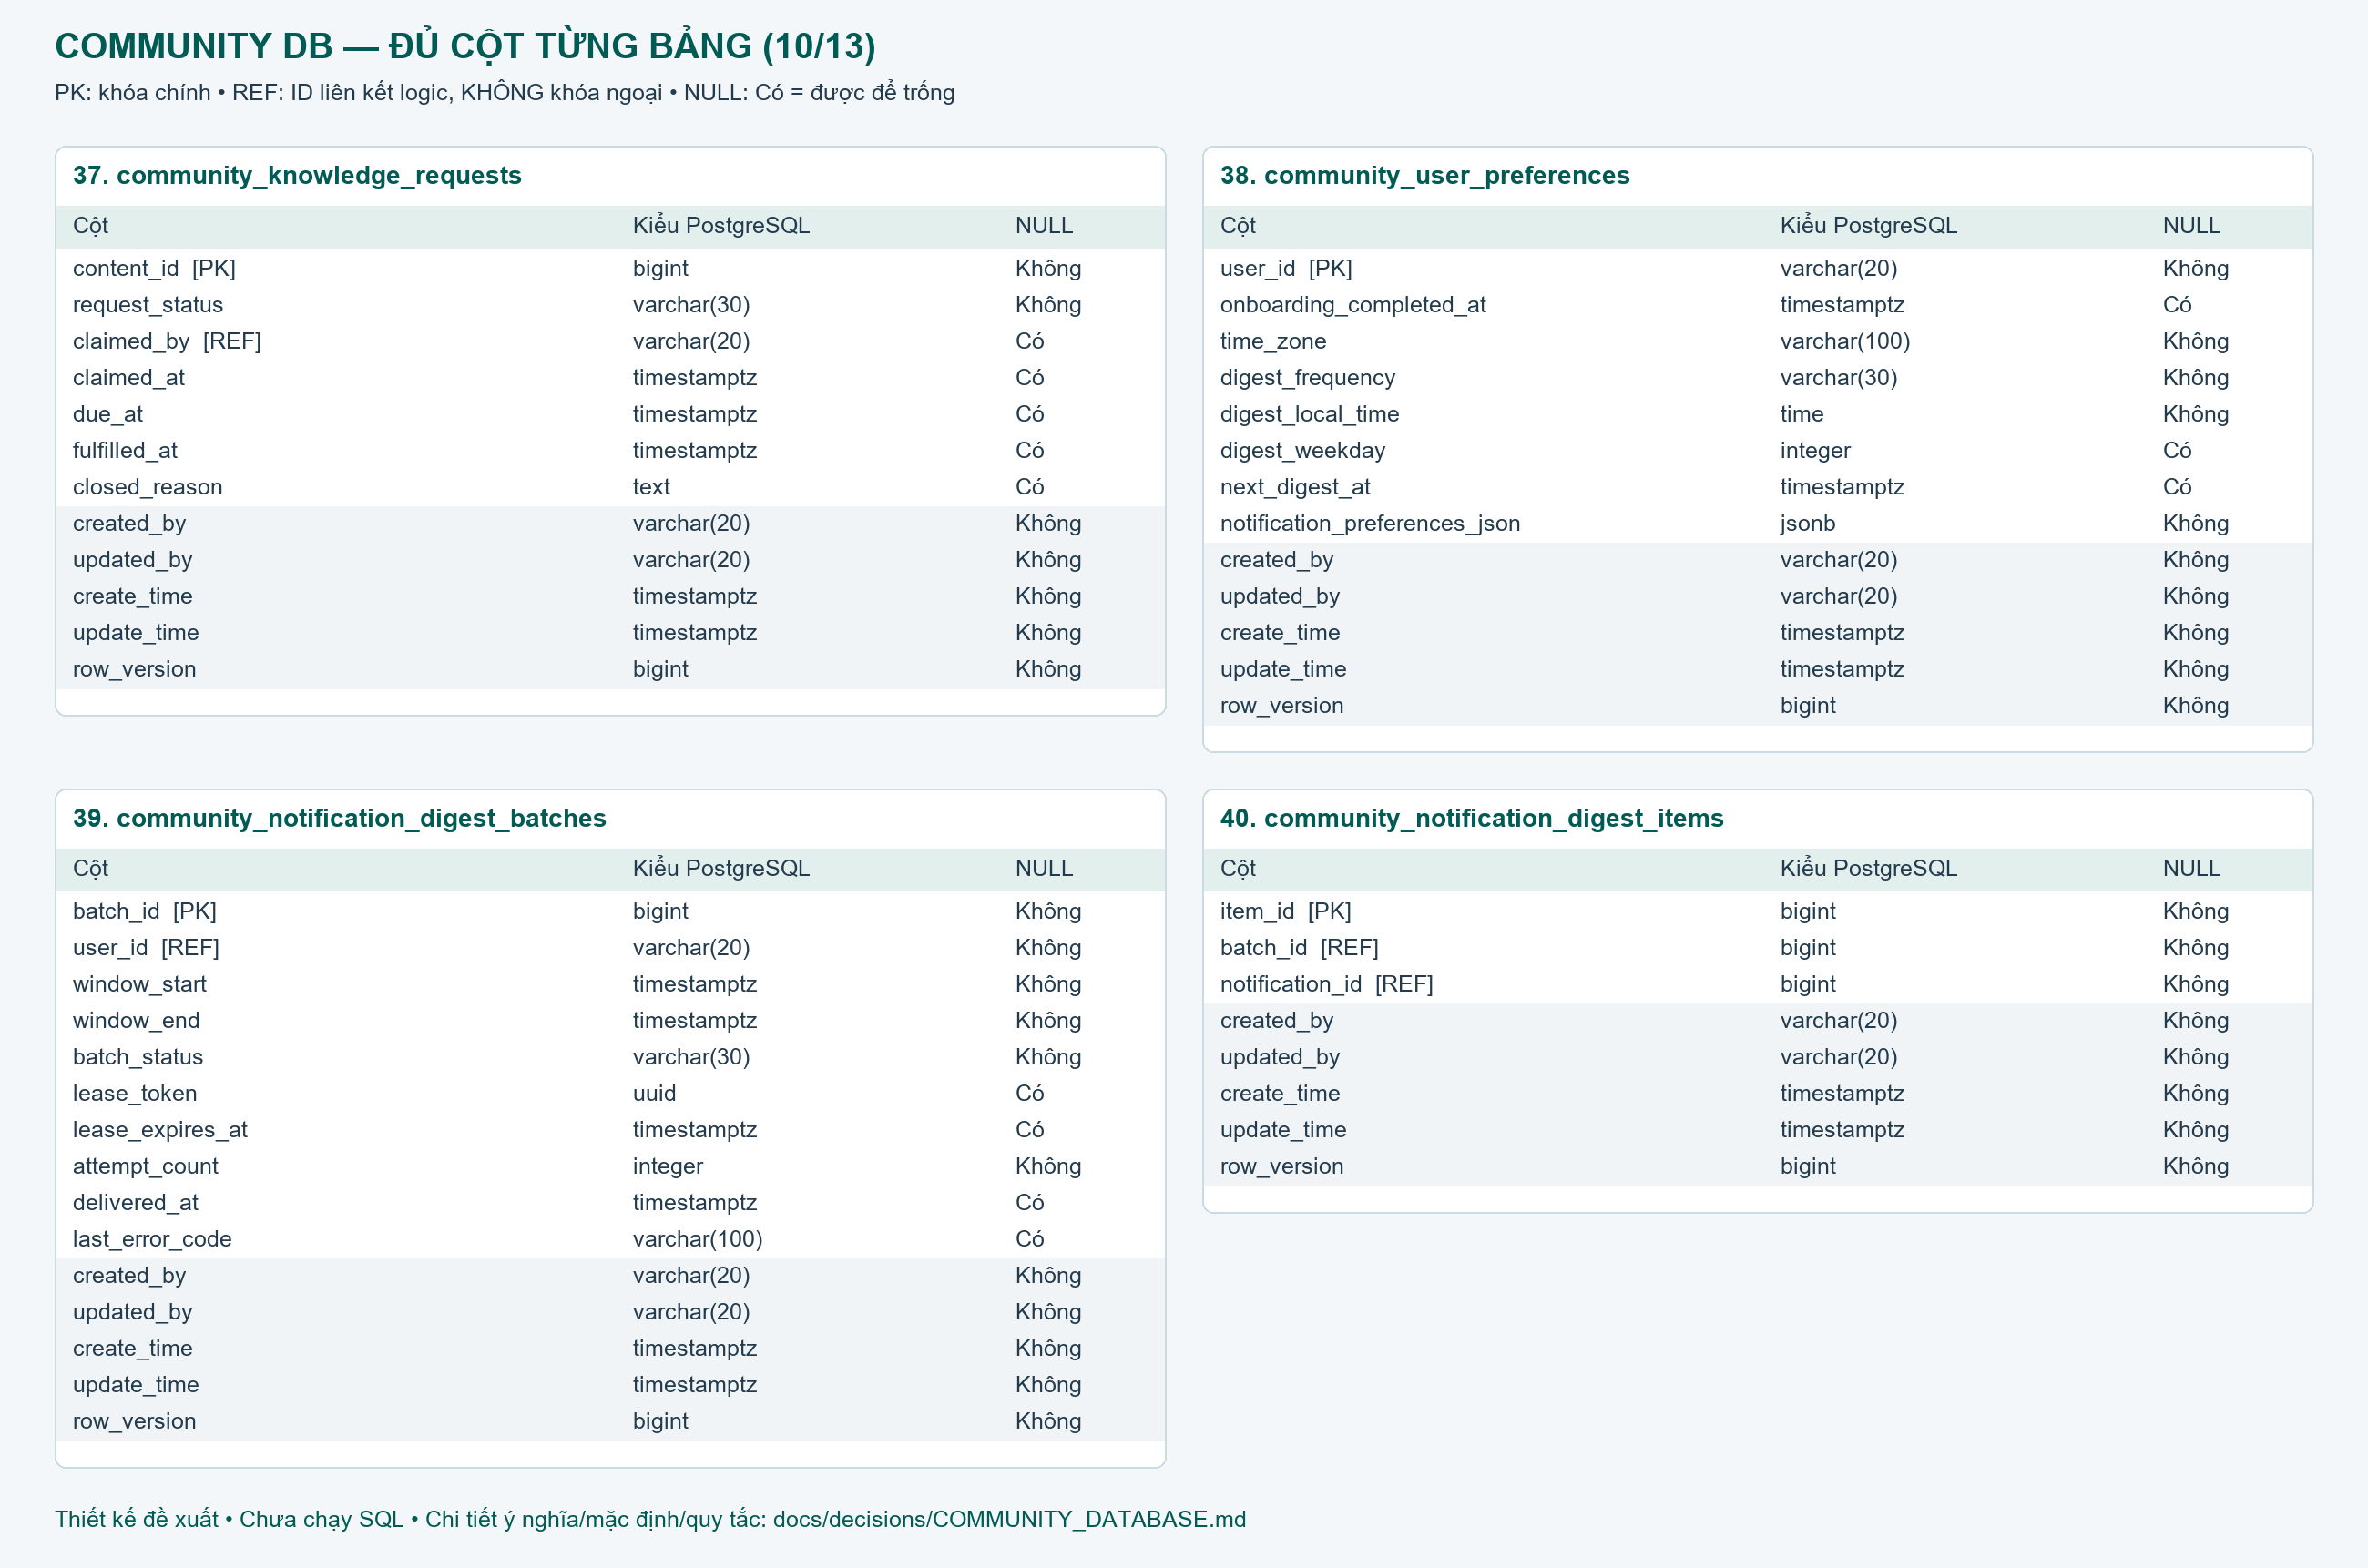 COMMUNITY DB — ĐỦ CỘT TỪNG BẢNG (10/13)
PK: khóa chính • REF: ID liên kết logic, KHÔNG khóa ngoại • NULL: Có = được để trống
37. community_knowledge_requests
Cột Kiểu PostgreSQL NULL
content_id [PK] bigint Không
request_status varchar(30) Không
claimed_by [REF] varchar(20) Có
claimed_at timestamptz Có
due_at timestamptz Có
fulfilled_at timestamptz Có
closed_reason text Có
created_by varchar(20) Không
updated_by varchar(20) Không
create_time timestamptz Không
update_time timestamptz Không
row_version bigint Không
38. community_user_preferences
Cột Kiểu PostgreSQL NULL
user_id [PK] varchar(20) Không
onboarding_completed_at timestamptz Có
time_zone varchar(100) Không
digest_frequency varchar(30) Không
digest_local_time time Không
digest_weekday integer Có
next_digest_at timestamptz Có
notification_preferences_json jsonb Không
created_by varchar(20) Không
updated_by varchar(20) Không
create_time timestamptz Không
update_time timestamptz Không
row_version bigint Không
39. community_notification_digest_batches
Cột Kiểu PostgreSQL NULL
batch_id [PK] bigint Không
user_id [REF] varchar(20) Không
window_start timestamptz Không
window_end timestamptz Không
batch_status varchar(30) Không
lease_token uuid Có
lease_expires_at timestamptz Có
attempt_count integer Không
delivered_at timestamptz Có
last_error_code varchar(100) Có
created_by varchar(20) Không
updated_by varchar(20) Không
create_time timestamptz Không
update_time timestamptz Không
row_version bigint Không
40. community_notification_digest_items
Cột Kiểu PostgreSQL NULL
item_id [PK] bigint Không
batch_id [REF] bigint Không
notification_id [REF] bigint Không
created_by varchar(20) Không
updated_by varchar(20) Không
create_time timestamptz Không
update_time timestamptz Không
row_version bigint Không
Thiết kế đề xuất • Chưa chạy SQL • Chi tiết ý nghĩa/mặc định/quy tắc: docs/decisions/COMMUNITY_DATABASE.md